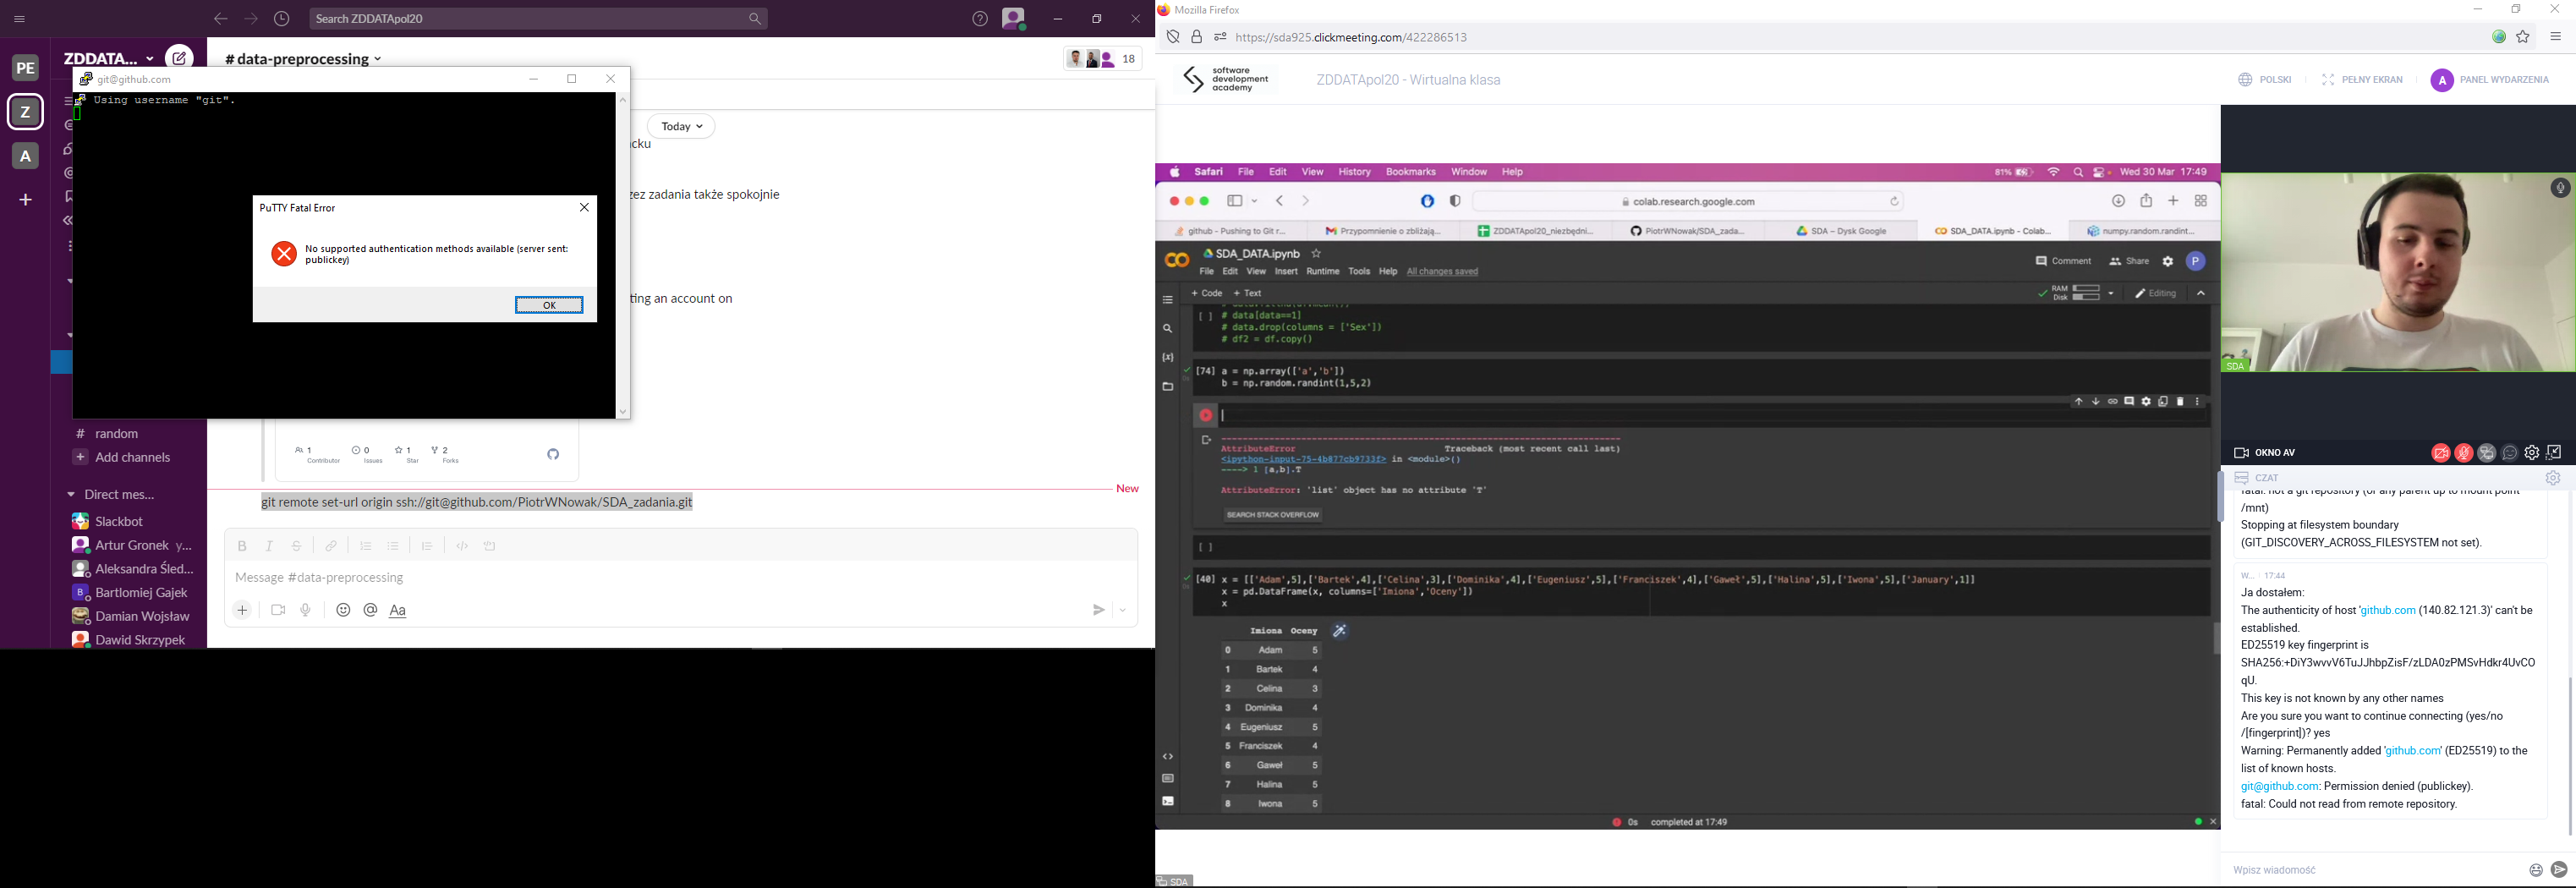 Search ZDDATApol20
PE
Z
A
ZDDATA...
# data-preprocessing
18
git@github.com
Using username "git".
Today
PuTTY Fatal Error
No supported authentication methods available (server sent:
publickey)
OK
cku
zez zadania także spokojnie
ting an account on
1
Contributor
0
Issues
1
Star
2
Forks
New
git remote set-url origin ssh://git@github.com/PiotrWNowak/SDA_zadania.git
# random
Add channels
Direct mes...
Slackbot
Artur Gronek y...
Aleksandra Śled...
Bartlomiej Gajek
Damian Wojsław
Dawid Skrzypek
Message #data-preprocessing
Aa
Mozilla Firefox
https://sda925.clickmeeting.com/422286513
software
development
academy
ZDDATApol20 - Wirtualna klasa
POLSKI
PEŁNY EKRAN
A
PANEL WYDARZENIA
Safari File Edit View History Bookmarks Window Help
81%
Wed 30 Mar 17:49
colab.research.google.com
github - Pushing to Git r...
Przypomnienie o zbliżają...
ZDDATApol20_niezbędni...
PiotrWNowak/SDA_zada...
SDA – Dysk Google
SDA_DATA.ipynb - Colab...
numpy.random.randint...
SDA_DATA.ipynb
File Edit View Insert Runtime Tools Help All changes saved
Comment
Share
P
+ Code + Text
RAM
Disk
Editing
# data[data==1]
# data.drop(columns = ['Sex'])
# df2 = df.copy()
[74] a = np.array(['a','b'])
b = np.random.randint(1,5,2)
AttributeError Traceback (most recent call last)
<ipython-input-75-4b877cb9733f> in <module>()
----> 1 [a,b].T
AttributeError: 'list' object has no attribute 'T'
SEARCH STACK OVERFLOW
[ ]
[40] x = [['Adam',5],['Bartek',4],['Celina',3],['Dominika',4],['Eugeniusz',5],['Franciszek',4],['Gaweł',5],['Halina',5],['Iwona',5],['January',1]]
x = pd.DataFrame(x, columns=['Imiona','Oceny'])
x
Imiona Oceny
0 Adam 5
1 Bartek 4
2 Celina 3
3 Dominika 4
4 Eugeniusz 5
5 Franciszek 4
6 Gaweł 5
7 Halina 5
8 Iwona 5
0s completed at 17:49
SDA
SDA
OKNO AV
CZAT
fatal: not a git repository (or any parent up to mount point
/mnt)
Stopping at filesystem boundary
(GIT_DISCOVERY_ACROSS_FILESYSTEM not set).
W... 17:44
Ja dostałem:
The authenticity of host 'github.com (140.82.121.3)' can't be
established.
ED25519 key fingerprint is
SHA256:+DiY3wvvV6TuJJhbpZisF/zLDA0zPMSvHdkr4UvCO
qU.
This key is not known by any other names
Are you sure you want to continue connecting (yes/no
/[fingerprint])? yes
Warning: Permanently added 'github.com' (ED25519) to the
list of known hosts.
git@github.com: Permission denied (publickey).
fatal: Could not read from remote repository.
Wpisz wiadomość